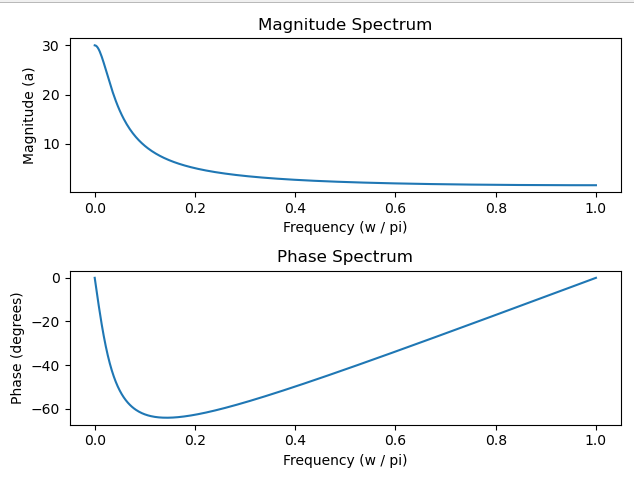 Magnitude Spectrum
30
20
10
Magnitude (a)
0.0 0.2 0.4 0.6 0.8 1.0
Frequency (w / pi)
Phase Spectrum
0
−20
−40
−60
Phase (degrees)
0.0 0.2 0.4 0.6 0.8 1.0
Frequency (w / pi)